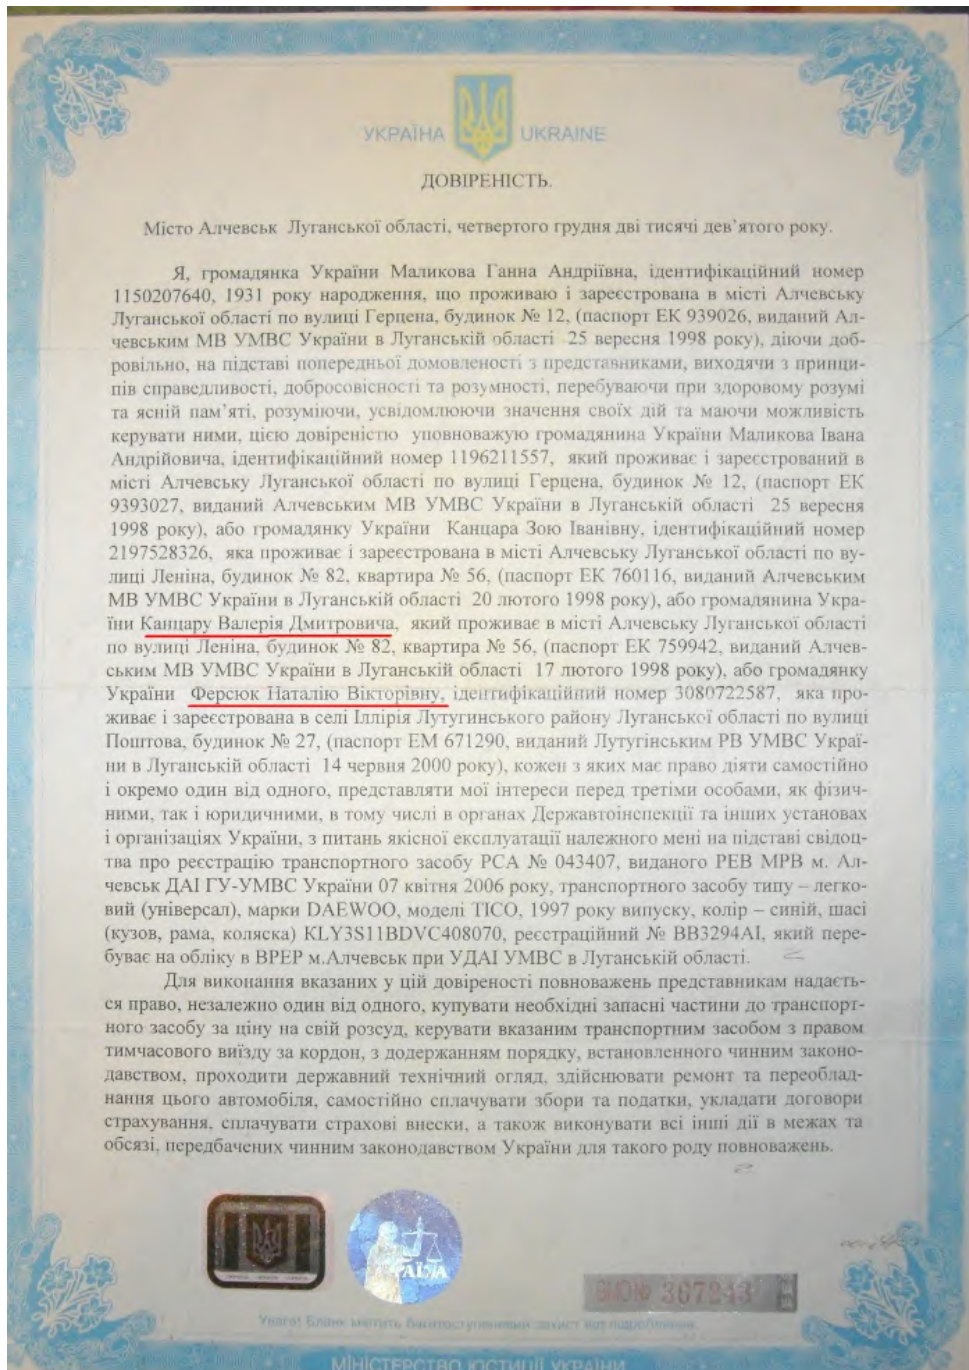 УКРАЇНА UKRAINE
ДОВІРЕНІСТЬ.
Місто Алчевськ Луганської області, четвертого грудня дві тисячі дев’ятого року.
Я, громадянка України Маликова Ганна Андріївна, ідентифікаційний номер
1150207640, 1931 року народження, що проживаю і зареєстрована в місті Алчевську
Луганської області по вулиці Герцена, будинок № 12, (паспорт ЕК 939026, виданий Ал-
чевським МВ УМВС України в Луганській області 25 вересня 1998 року), діючи доб-
ровільно, на підставі попередньої домовленості з представниками, виходячи з принци-
пів справедливості, добросовісності та розумності, перебуваючи при здоровому розумі
та ясній пам’яті, розуміючи, усвідомлюючи значення своїх дій та маючи можливість
керувати ними, цією довіреністю уповноважую громадянина України Маликова Івана
Андрійовича, ідентифікаційний номер 1196211557, який проживає і зареєстрований в
місті Алчевську Луганської області по вулиці Герцена, будинок № 12, (паспорт ЕК
9393027, виданий Алчевським МВ УМВС України в Луганській області 25 вересня
1998 року), або громадянку України Канцара Зою Іванівну, ідентифікаційний номер
2197528326, яка проживає і зареєстрована в місті Алчевську Луганської області по ву-
лиці Леніна, будинок № 82, квартира № 56, (паспорт ЕК 760116, виданий Алчевським
МВ УМВС України в Луганській області 20 лютого 1998 року), або громадянина Укра-
їни Канцару Валерія Дмитровича, який проживає в місті Алчевську Луганської області
по вулиці Леніна, будинок № 82, квартира № 56, (паспорт ЕК 759942, виданий Алчев-
ським МВ УМВС України в Луганській області 17 лютого 1998 року), або громадянку
України Ферсюк Наталію Вікторівну, ідентифікаційний номер 3080722587, яка про-
живає і зареєстрована в селі Іллірія Лутугинського району Луганської області по вулиці
Поштова, будинок № 27, (паспорт ЕМ 671290, виданий Лутугінським РВ УМВС Украї-
ни в Луганській області 14 червня 2000 року), кожен з яких має право діяти самостійно
і окремо один від одного, представляти мої інтереси перед третіми особами, як фізич-
ними, так і юридичними, в тому числі в органах Державтоінспекції та інших установах
і організаціях України, з питань якісної експлуатації належного мені на підставі свідоц-
тва про реєстрацію транспортного засобу РСА № 043407, виданого РЕВ МРВ м. Ал-
чевськ ДАІ ГУ-УМВС України 07 квітня 2006 року, транспортного засобу типу – легко-
вий (універсал), марки DAEWOO, моделі TICO, 1997 року випуску, колір – синій, шасі
(кузов, рама, коляска) KLY3S11BDVC408070, реєстраційний № ВВ3294АІ, який пере-
буває на обліку в ВРЕР м.Алчевськ при УДАІ УМВС в Луганській області.
Для виконання вказаних у цій довіреності повноважень представникам надаєть-
ся право, незалежно один від одного, купувати необхідні запасні частини до транспорт-
ного засобу за ціну на свій розсуд, керувати вказаним транспортним засобом з правом
тимчасового виїзду за кордон, з додержанням порядку, встановленого чинним законо-
давством, проходити державний технічний огляд, здійснювати ремонт та переоблад-
нання цього автомобіля, самостійно сплачувати збори та податки, укладати договори
страхування, сплачувати страхові внески, а також виконувати всі інші дії в межах та
обсязі, передбачених чинним законодавством України для такого роду повноважень.
УКРАЇНА
№ 367243
Увага! Бланк містить багатоступеневий захист від підроблення.
МІНІСТЕРСТВО ЮСТИЦІЇ УКРАЇНИ